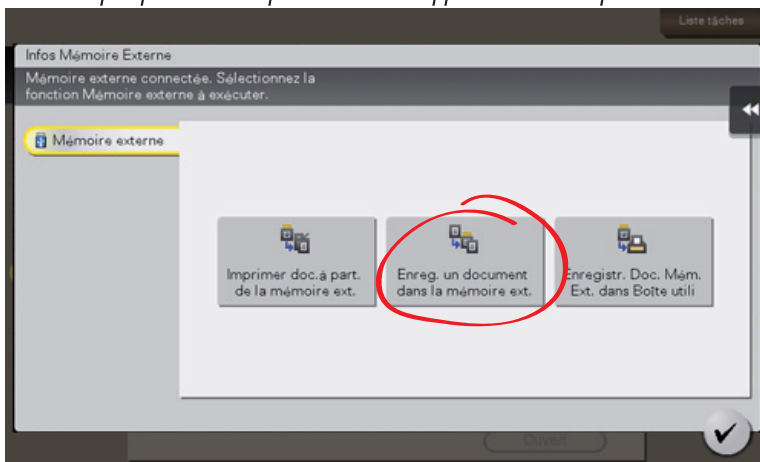 Liste tâches
Infos Mémoire Externe
Mémoire externe connectée. Sélectionnez la
fonction Mémoire externe à exécuter.
Mémoire externe
Imprimer doc.à part.
de la mémoire ext.
Enreg. un document
dans la mémoire ext.
Enregistr. Doc. Mém.
Ext. dans Boîte utili
Ouvert